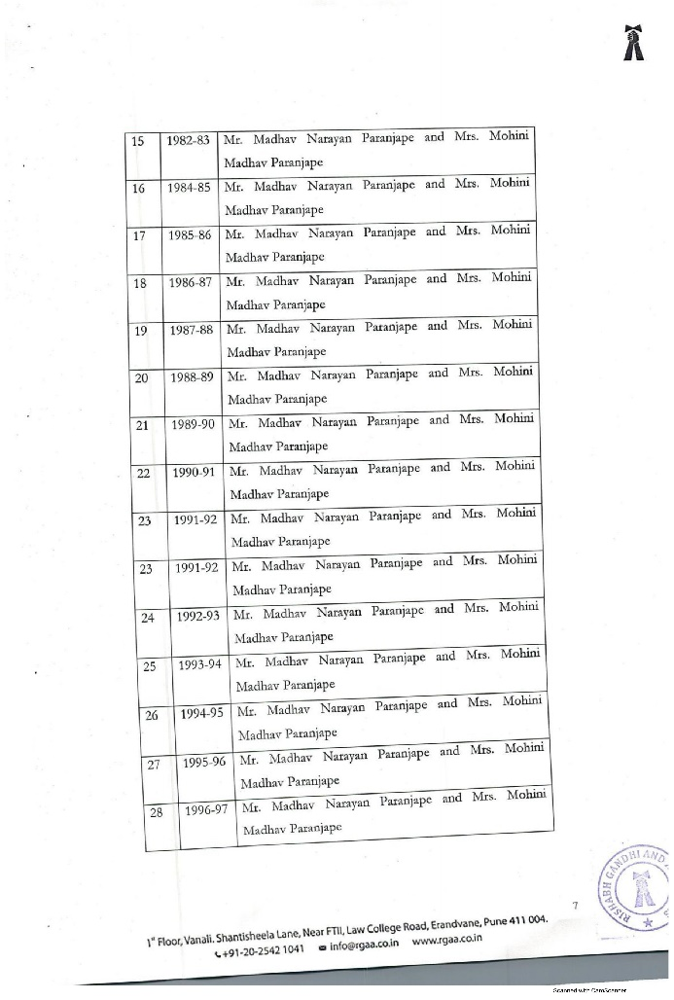 15 1982-83 Mr. Madhav Narayan Paranjape and Mrs. Mohini
Madhav Paranjape
16 1984-85 Mr. Madhav Narayan Paranjape and Mrs. Mohini
Madhav Paranjape
17 1985-86 Mr. Madhav Narayan Paranjape and Mrs. Mohini
Madhav Paranjape
18 1986-87 Mr. Madhav Narayan Paranjape and Mrs. Mohini
Madhav Paranjape
19 1987-88 Mr. Madhav Narayan Paranjape and Mrs. Mohini
Madhav Paranjape
20 1988-89 Mr. Madhav Narayan Paranjape and Mrs. Mohini
Madhav Paranjape
21 1989-90 Mr. Madhav Narayan Paranjape and Mrs. Mohini
Madhav Paranjape
22 1990-91 Mr. Madhav Narayan Paranjape and Mrs. Mohini
Madhav Paranjape
23 1991-92 Mr. Madhav Narayan Paranjape and Mrs. Mohini
Madhav Paranjape
23 1991-92 Mr. Madhav Narayan Paranjape and Mrs. Mohini
Madhav Paranjape
24 1992-93 Mr. Madhav Narayan Paranjape and Mrs. Mohini
Madhav Paranjape
25 1993-94 Mr. Madhav Narayan Paranjape and Mrs. Mohini
Madhav Paranjape
26 1994-95 Mr. Madhav Narayan Paranjape and Mrs. Mohini
Madhav Paranjape
27 1995-96 Mr. Madhav Narayan Paranjape and Mrs. Mohini
Madhav Paranjape
28 1996-97 Mr. Madhav Narayan Paranjape and Mrs. Mohini
Madhav Paranjape
RISHABH GANDHI AND
7
1st Floor, Vanali. Shantisheela Lane, Near FTII, Law College Road, Erandvane, Pune 411 004.
+91-20-2542 1041 info@rgaa.co.in www.rgaa.co.in
Scanned with CamScanner